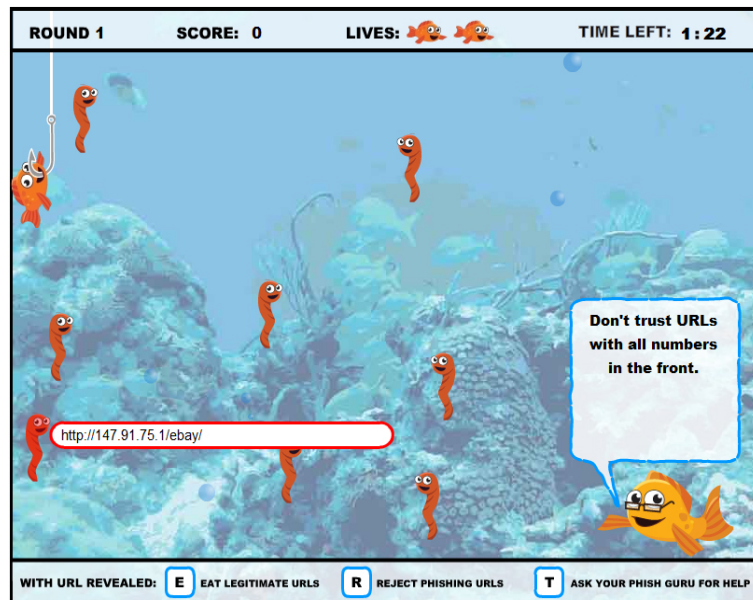 ROUND 1 SCORE: 0 LIVES: TIME LEFT: 1:22
Don't trust URLs
with all numbers
in the front.
http://147.91.75.1/ebay/
WITH URL REVEALED: E EAT LEGITIMATE URLS R REJECT PHISHING URLS T ASK YOUR PHISH GURU FOR HELP